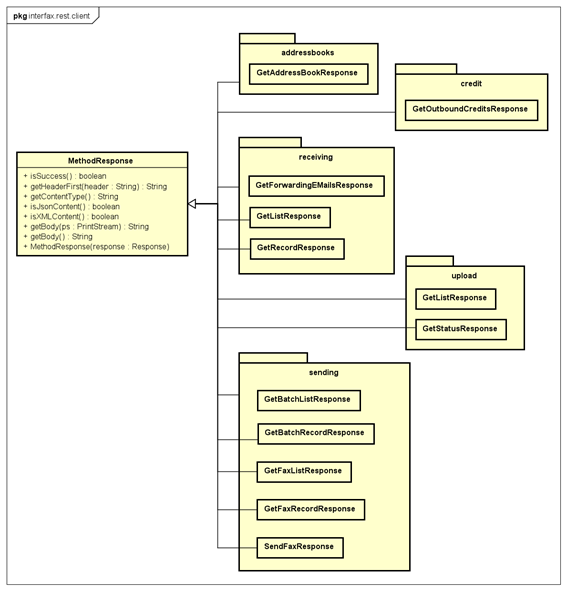 pkg interfax.rest.client
addressbooks
GetAddressBookResponse
credit
GetOutboundCreditsResponse
MethodResponse
+ isSuccess() : boolean
+ getHeaderFirst(header : String) : String
+ getContentType() : String
+ isJsonContent() : boolean
+ isXMLContent() : boolean
+ getBody(ps : PrintStream) : String
+ getBody() : String
+ MethodResponse(response : Response)
receiving
GetForwardingEMailsResponse
GetListResponse
GetRecordResponse
upload
GetListResponse
GetStatusResponse
sending
GetBatchListResponse
GetBatchRecordResponse
GetFaxListResponse
GetFaxRecordResponse
SendFaxResponse